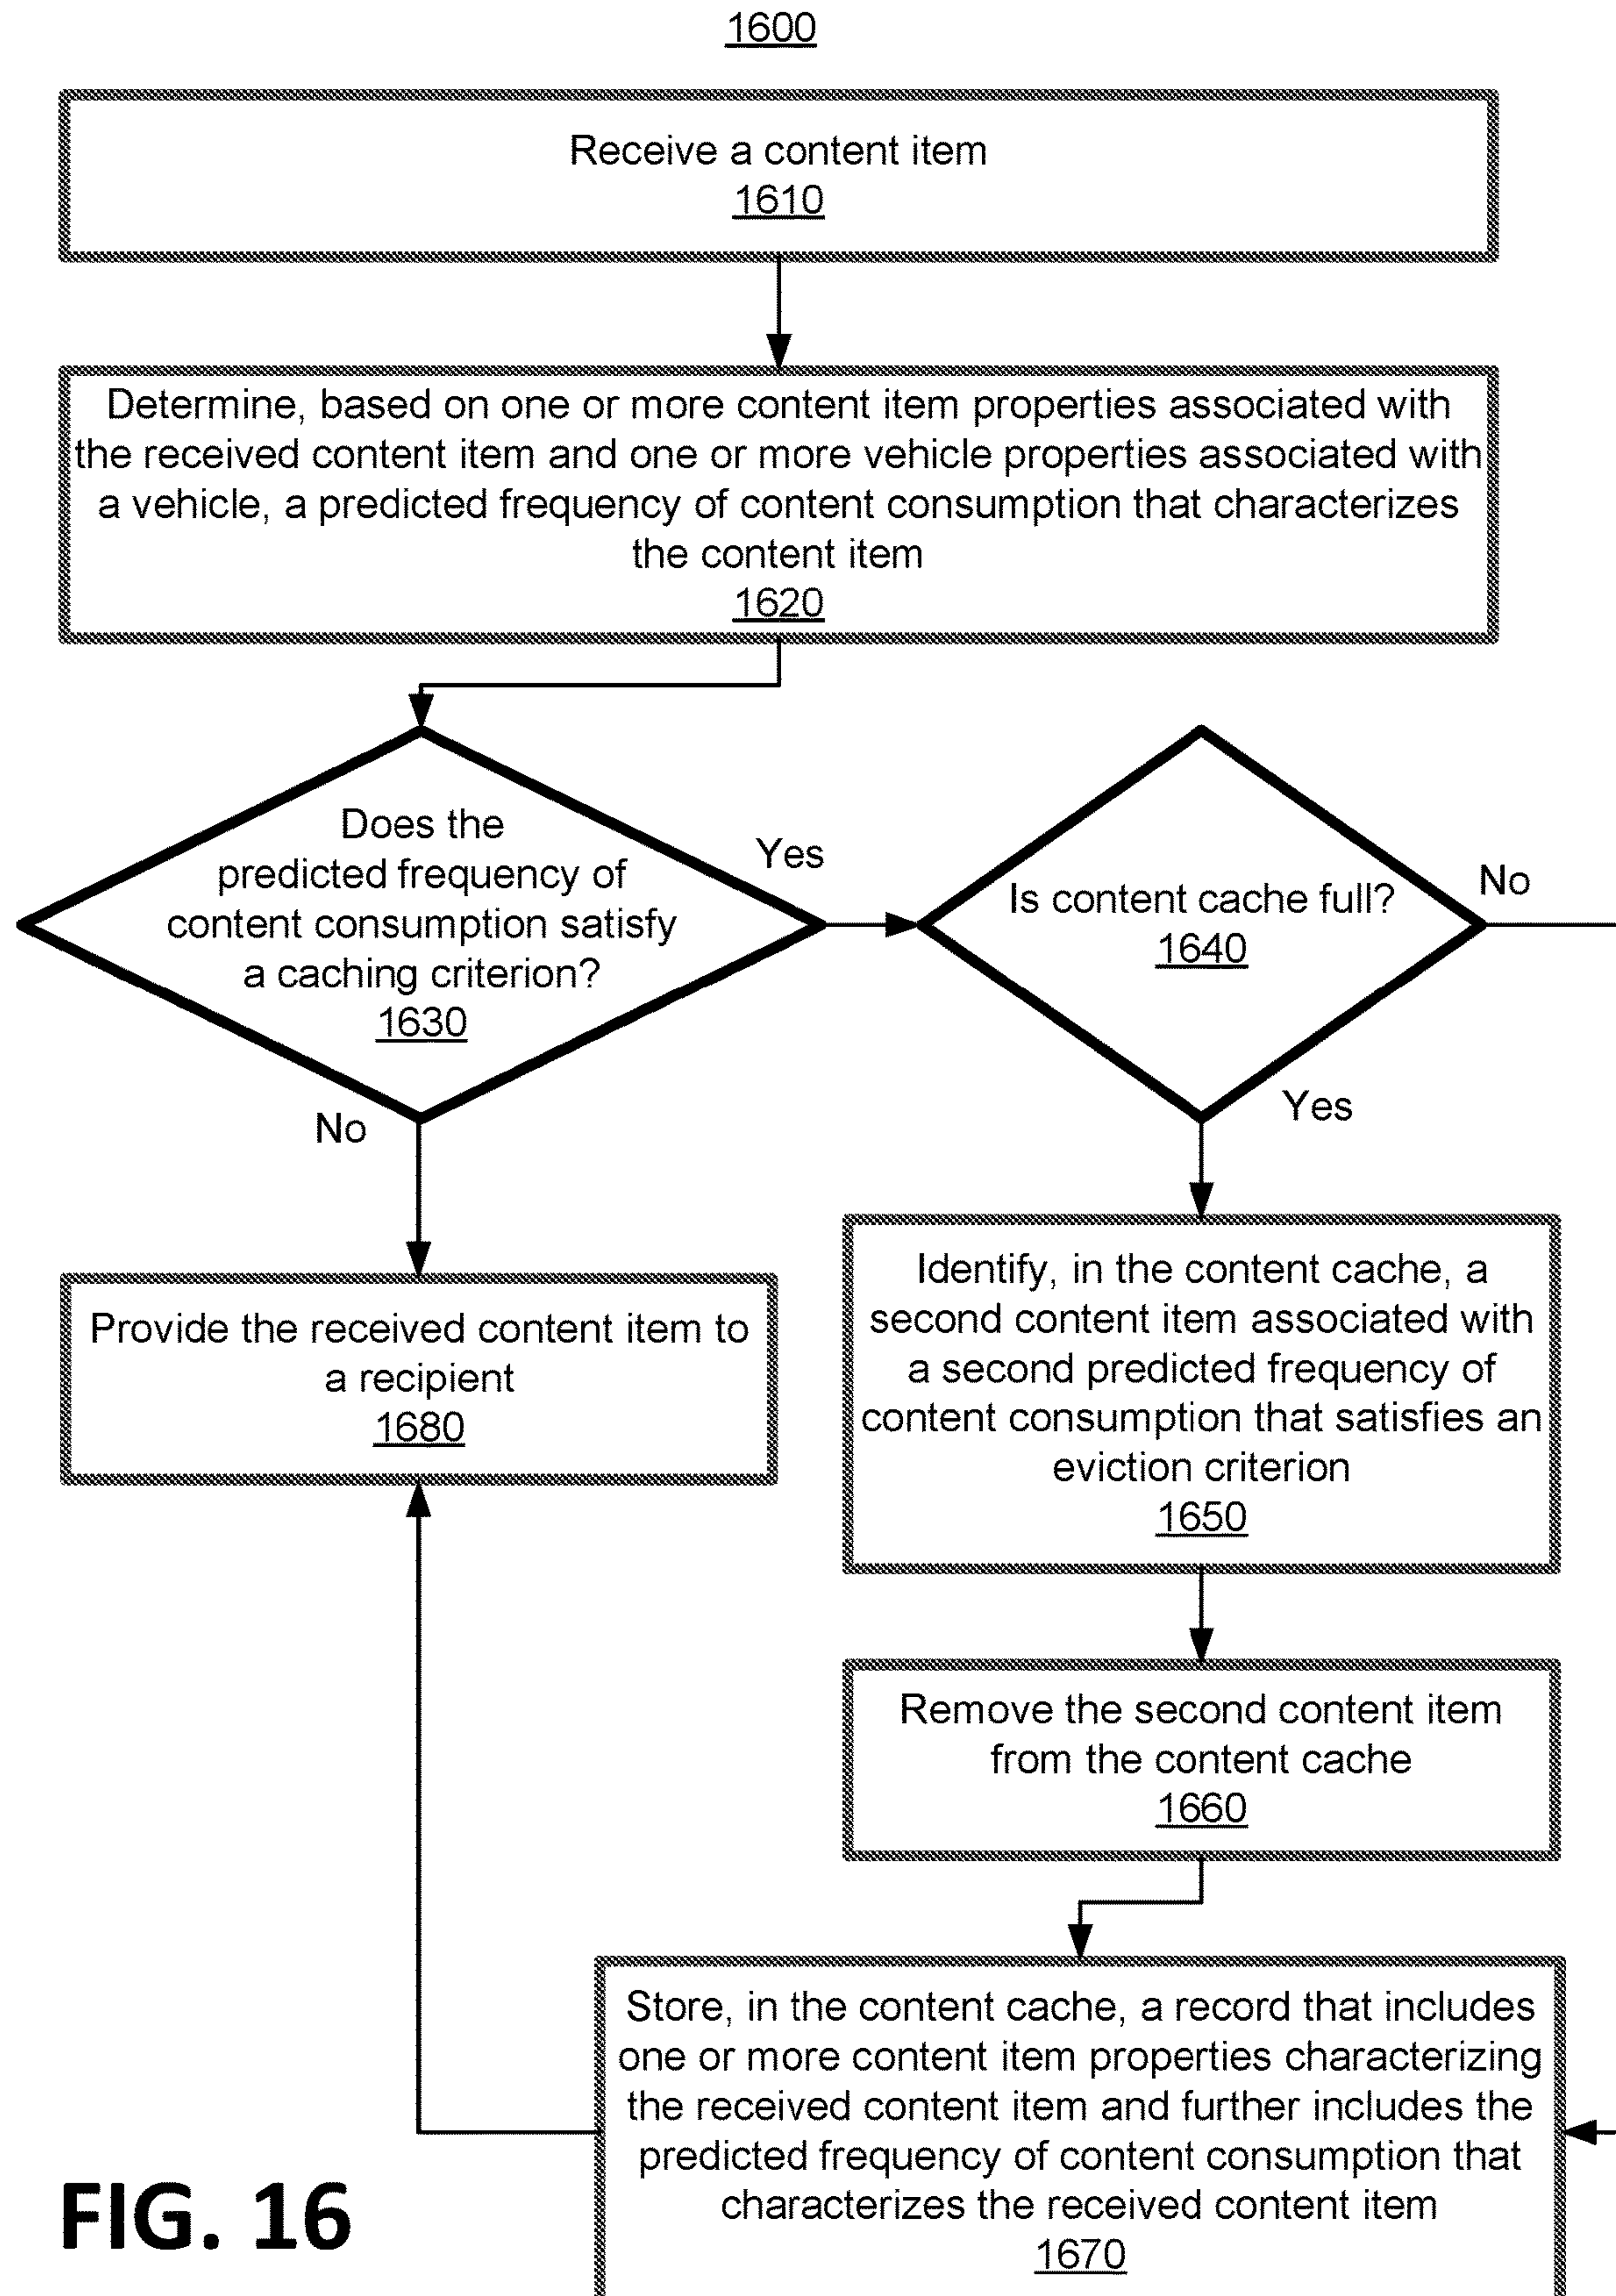 1600
Receive a content item
1610
Determine, based on one or more content item properties associated with
the received content item and one or more vehicle properties associated with
a vehicle, a predicted frequency of content consumption that characterizes
the content item
1620
Does the
predicted frequency of
content consumption satisfy
a caching criterion?
1630
Yes
No
Is content cache full?
1640
No
Yes
Provide the received content item to
a recipient
1680
Identify, in the content cache, a
second content item associated with
a second predicted frequency of
content consumption that satisfies an
eviction criterion
1650
Remove the second content item
from the content cache
1660
Store, in the content cache, a record that includes
one or more content item properties characterizing
the received content item and further includes the
predicted frequency of content consumption that
characterizes the received content item
1670
FIG. 16